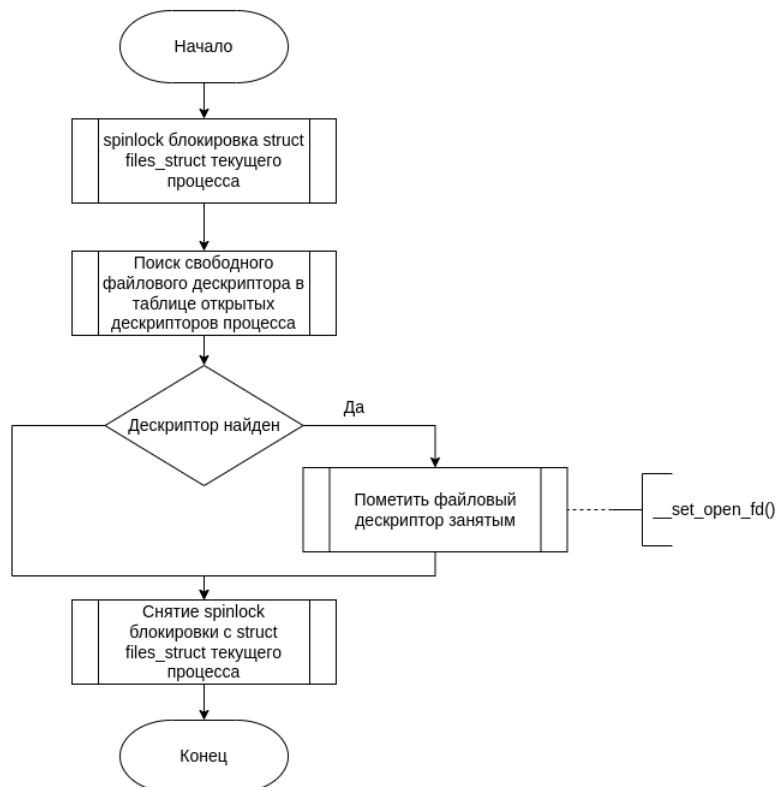 Начало
spinlock блокировка struct
files_struct текущего
процесса
Поиск свободного
файлового дескриптора в
таблице открытых
дескрипторов процесса
Дескриптор найден
Да
Пометить файловый
дескриптор занятым
__set_open_fd()
Снятие spinlock
блокировки с struct
files_struct текущего
процесса
Конец